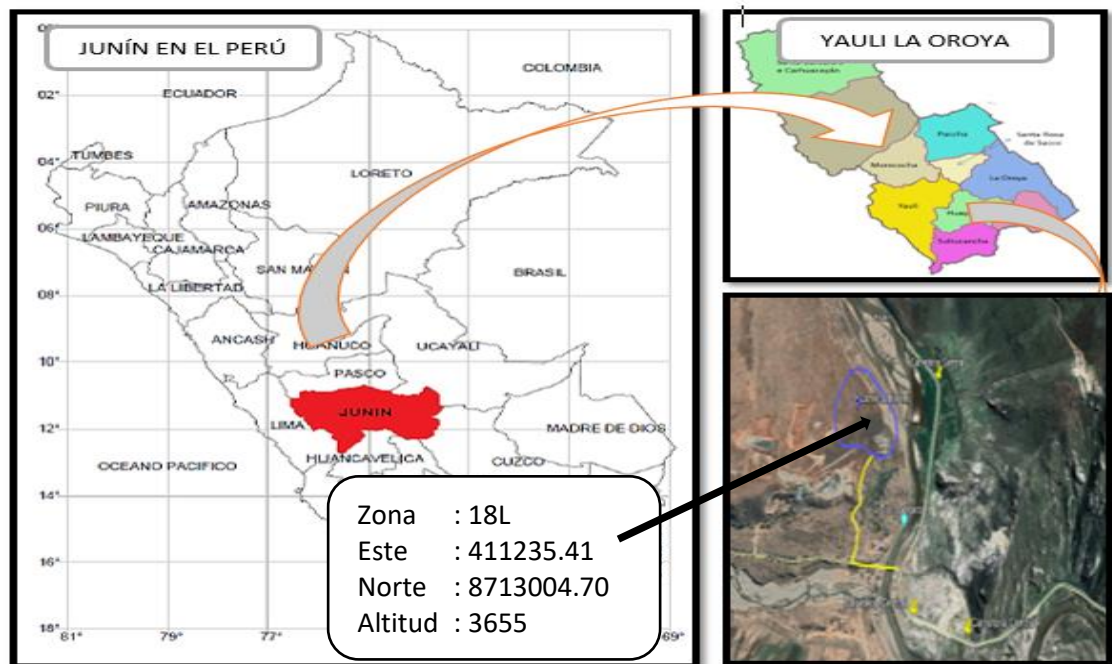 JUNÍN EN EL PERÚ
COLOMBIA
ECUADOR
02°
04°
TUMBES
LORETO
PIURA
AMAZONAS
06°
LAMBAYEQUE
CAJAMARCA
SAN MA
BRASIL
08°
LA LIBERTAD
ANCASH
HUANUCO
UCAYALI
10°
PASCO
JUNIN
LIMA
12°
MADRE DE DIOS
HUANCAVELICA
CUZCO
OCEANO PACIFICO
14°
16°
18°
81°
79°
77°
69°
Zona : 18L
Este : 411235.41
Norte : 8713004.70
Altitud : 3655
YAULI LA OROYA
Paccha
Santa Rosa
de Sacco
Morococha
La Oroya
Yauli
Suitucancha